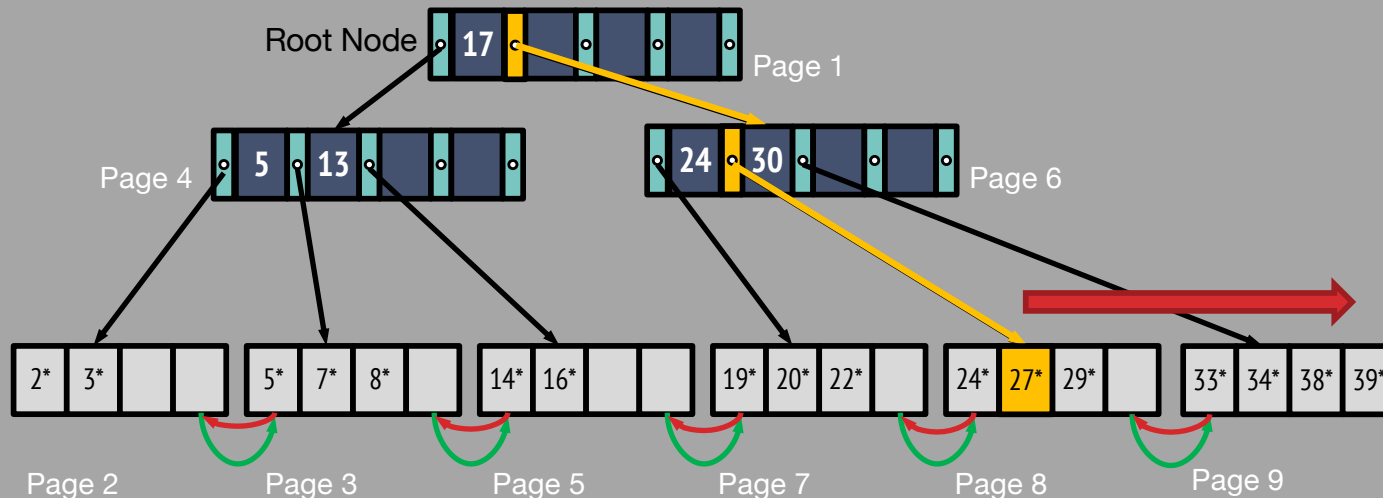 Root Node
17
Page 1
Page 4
5 13
24 30
Page 6
2* 3*
5* 7* 8*
14* 16*
19* 20* 22*
24* 27* 29*
33* 34* 38* 39*
Page 2
Page 3
Page 5
Page 7
Page 8
Page 9